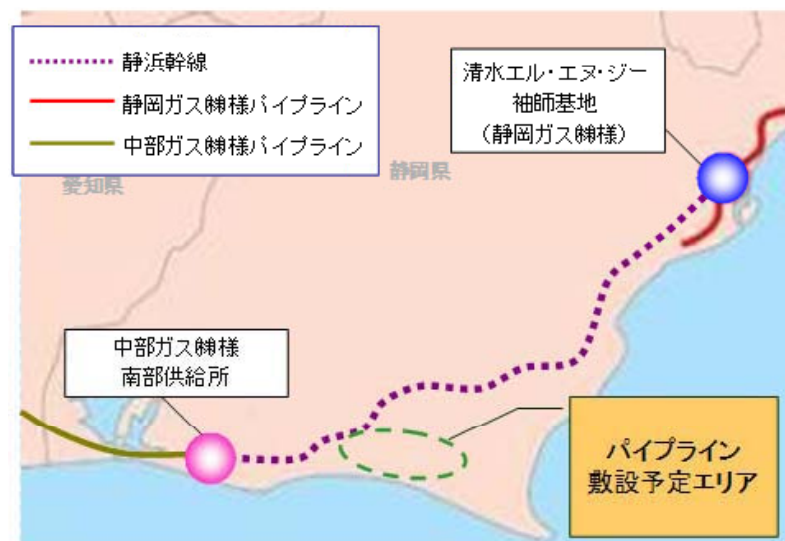 静浜幹線
静岡ガス㈱様パイプライン
中部ガス㈱様パイプライン
清水エル・エヌ・ジー
袖師基地
(静岡ガス㈱様)
愛知県
静岡県
中部ガス㈱様
南部供給所
パイプライン
敷設予定エリア